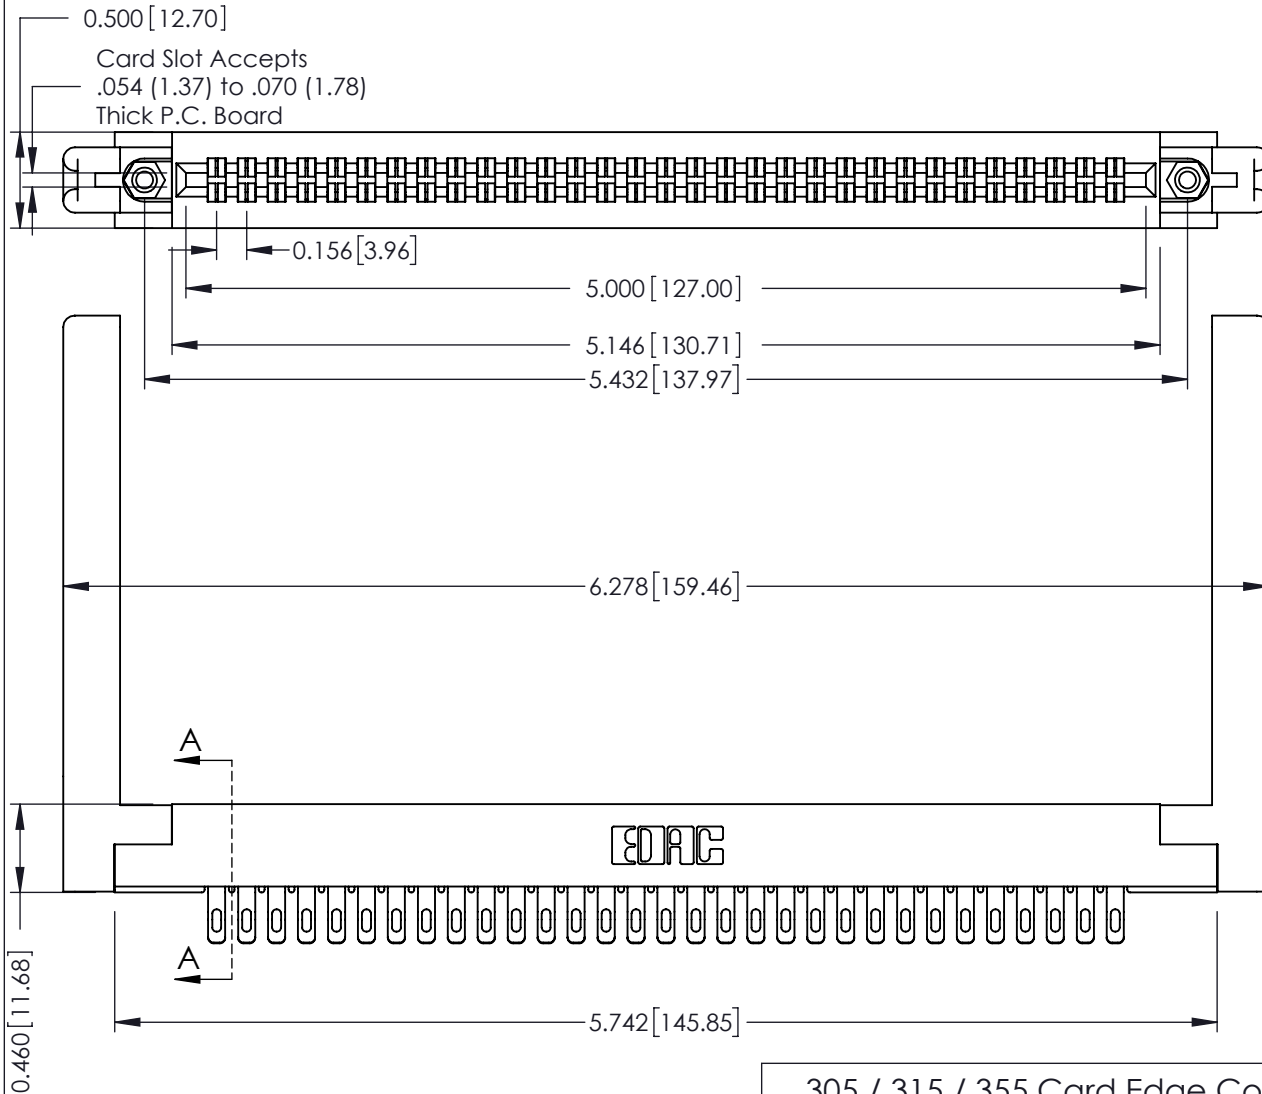 0.500 [12.70]
Card Slot Accepts
.054 (1.37) to .070 (1.78)
Thick P.C. Board
0.156 [3.96]
5.000 [127.00]
5.146 [130.71]
5.432 [137.97]
6.278 [159.46]
A
EDAC
A
0.460 [11.68]
5.742 [145.85]
305 / 315 / 355 Card Edge Co